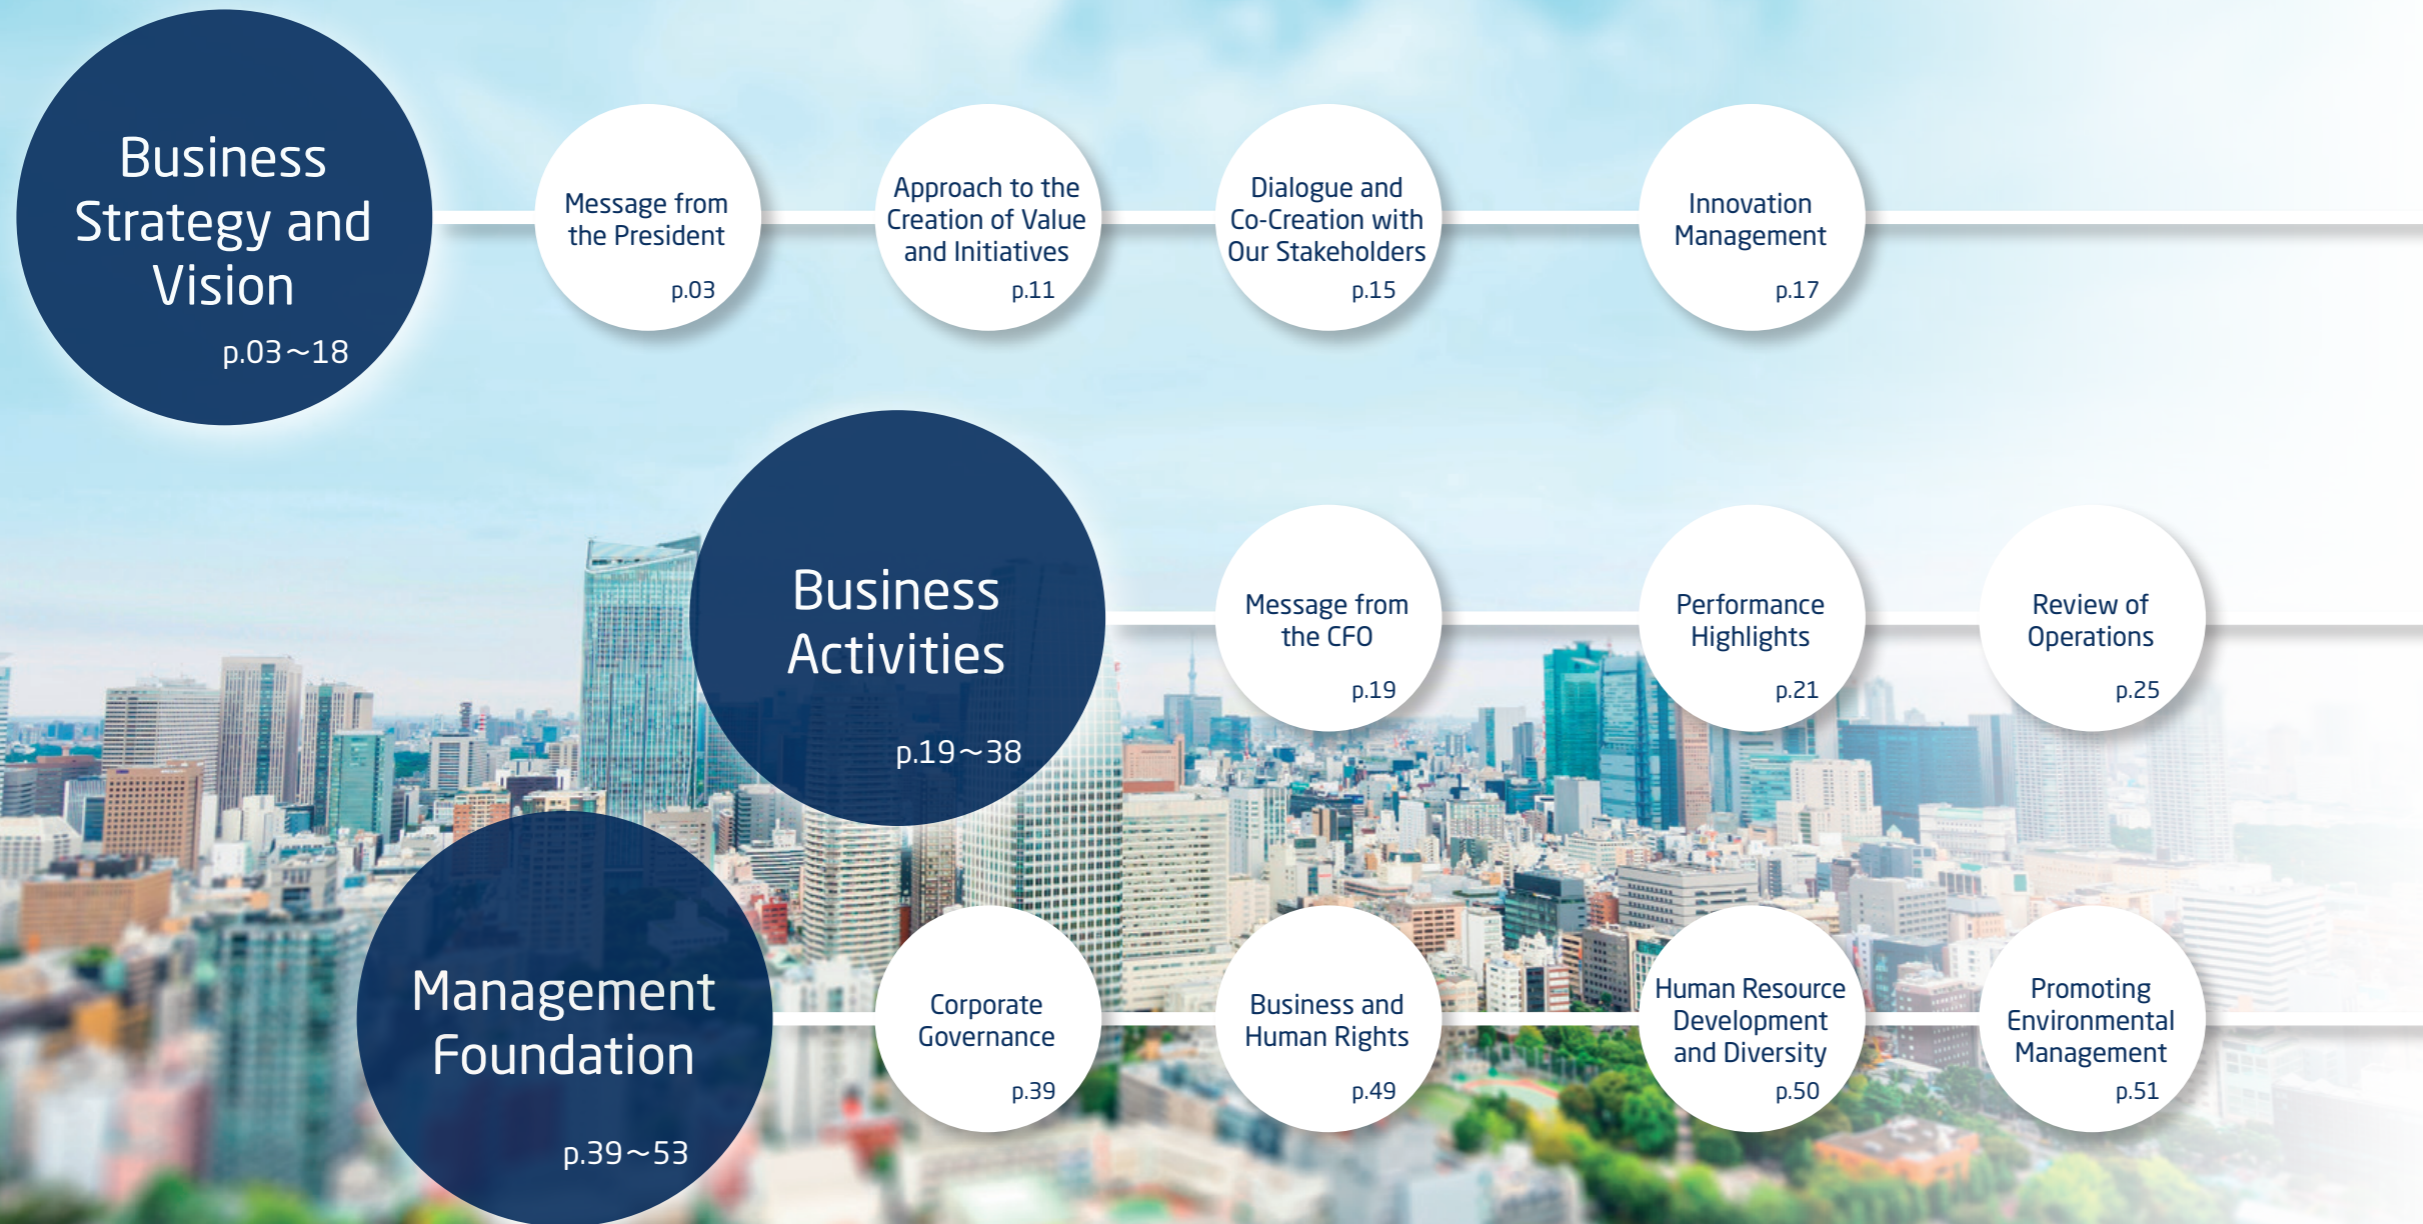 Business
Strategy and
Vision
p.03～18
Message from
the President
p.03
Approach to the
Creation of Value
and Initiatives
p.11
Dialogue and
Co-Creation with
Our Stakeholders
p.15
Innovation
Management
p.17
Business
Activities
p.19～38
Message from
the CFO
p.19
Performance
Highlights
p.21
Review of
Operations
p.25
Management
Foundation
p.39～53
Corporate
Governance
p.39
Business and
Human Rights
p.49
Human Resource
Development
and Diversity
p.50
Promoting
Environmental
Management
p.51